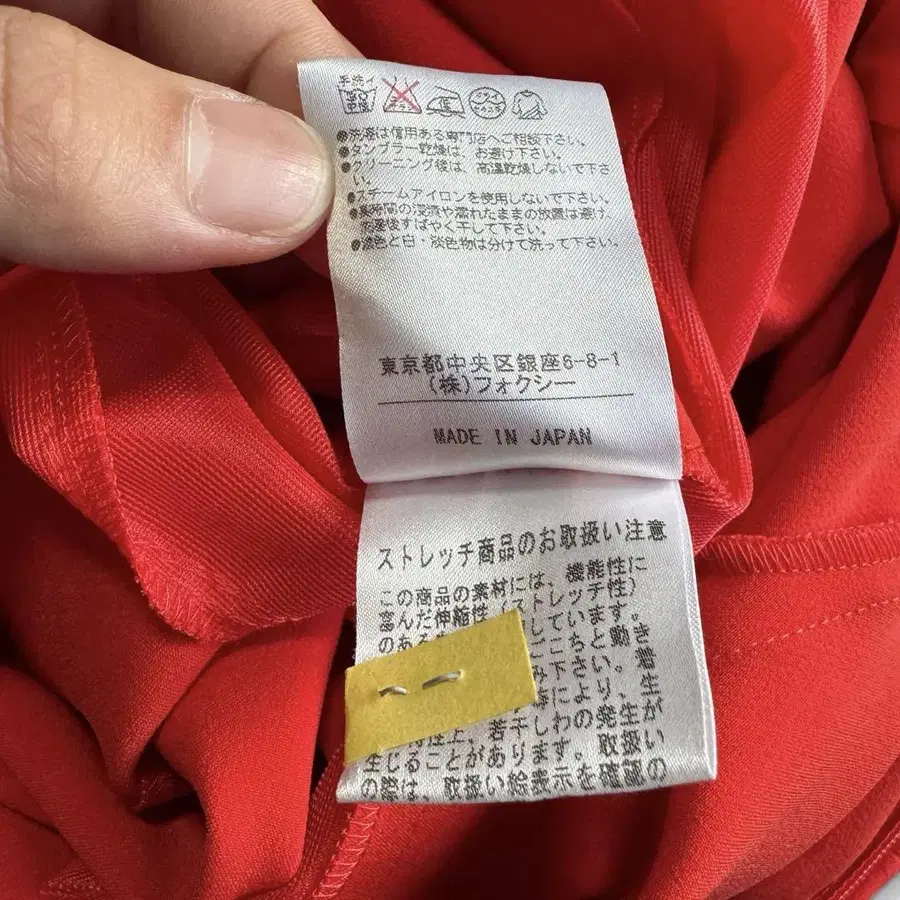 手洗イ
●洗濯は信用ある専門店へご相談下さい。
●タンブラー乾燥は、お避け下さい。
●クリーニング後は、高温乾燥しないで下さ
い。
●スチームアイロンを使用しないで下さい。
●長時間の浸漬や濡れたままの放置は避け、
洗濯後すばやく干して下さい。
●濃色と白・淡色物は分けて洗って下さい。
東京都中央区銀座6-8-1
(株)フォクシー
MADE IN JAPAN
ストレッチ商品のお取扱い注意
この商品の素材には、機能性に
富んだ伸縮性(ストレッチ性)
のある しています。
ごこちと動き
み下さい。着
等により、生
若干しわの発生が
生じることがあります。取扱い
際は、取扱い絵表示を確認の